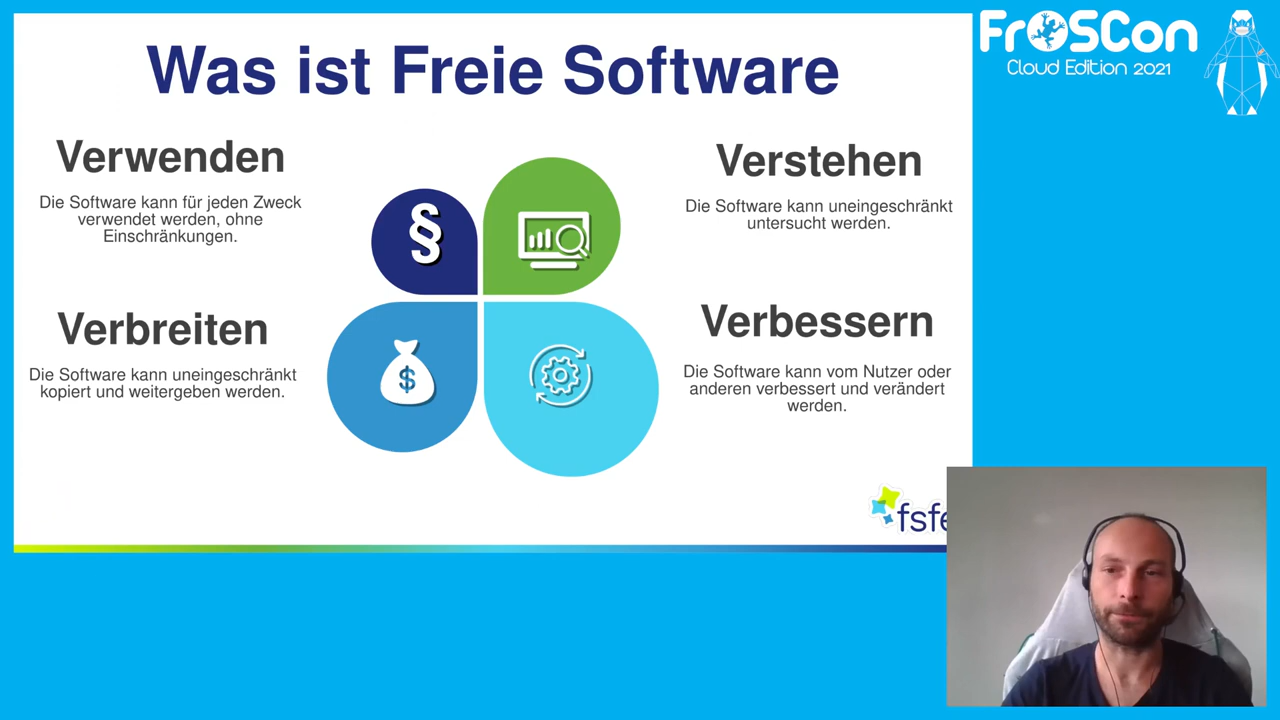 Was ist Freie Software
Verwenden
Die Software kann für jeden Zweck
verwendet werden, ohne
Einschränkungen.
Verstehen
Die Software kann uneingeschränkt
untersucht werden.
§
$
Verbreiten
Die Software kann uneingeschränkt
kopiert und weitergeben werden.
Verbessern
Die Software kann vom Nutzer oder
anderen verbessert und verändert
werden.
fsfe
FrOSCon
Cloud Edition 2021